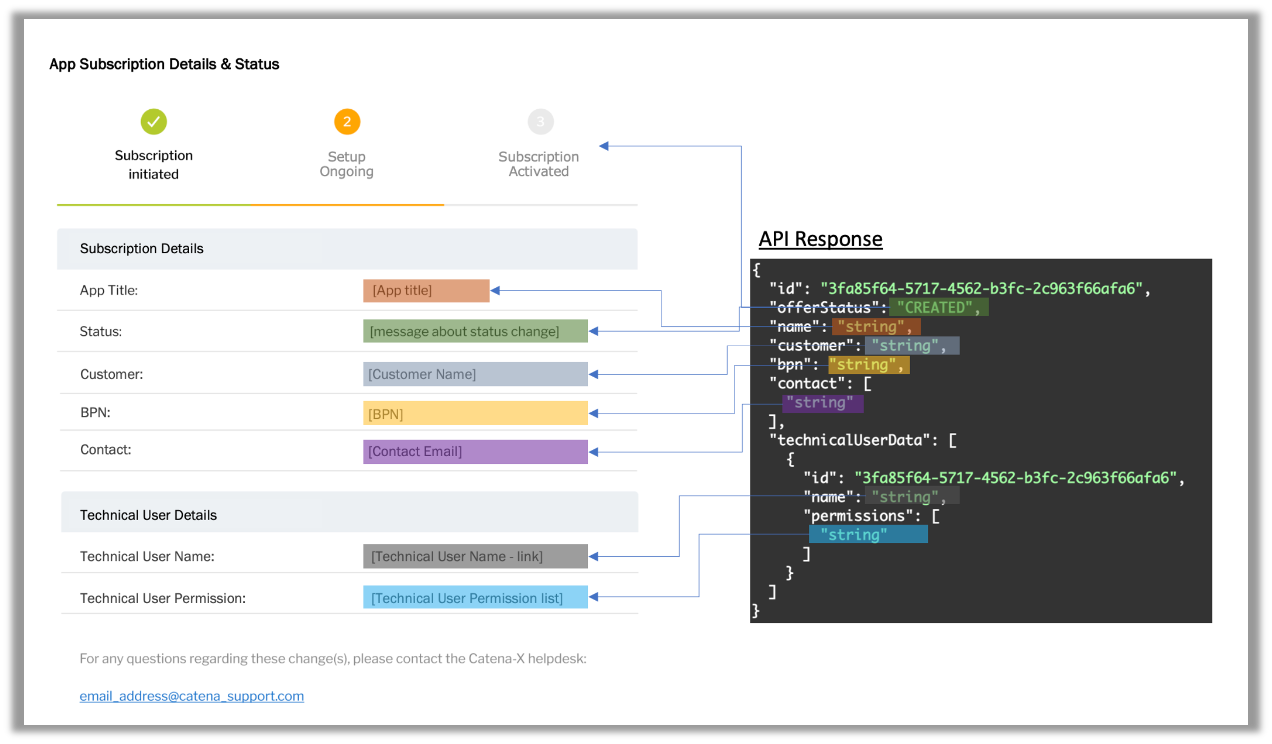 App Subscription Details & Status
2
3
Subscription
initiated
Setup
Ongoing
Subscription
Activated
Subscription Details
App Title:
[App title]
Status:
[message about status change]
Customer:
[Customer Name]
BPN:
[BPN]
Contact:
[Contact Email]
Technical User Details
Technical User Name:
[Technical User Name - link]
Technical User Permission:
[Technical User Permission list]
For any questions regarding these change(s), please contact the Catena-X helpdesk:
email_address@catena_support.com
API Response
{
"id": "3fa85f64-5717-4562-b3fc-2c963f66afa6",
"offerStatus": "CREATED",
"name": "string",
"customer": "string",
"bpn": "string",
"contact": [
"string"
],
"technicalUserData": [
{
"id": "3fa85f64-5717-4562-b3fc-2c963f66afa6",
"name": "string",
"permissions": [
"string"
]
}
]
}